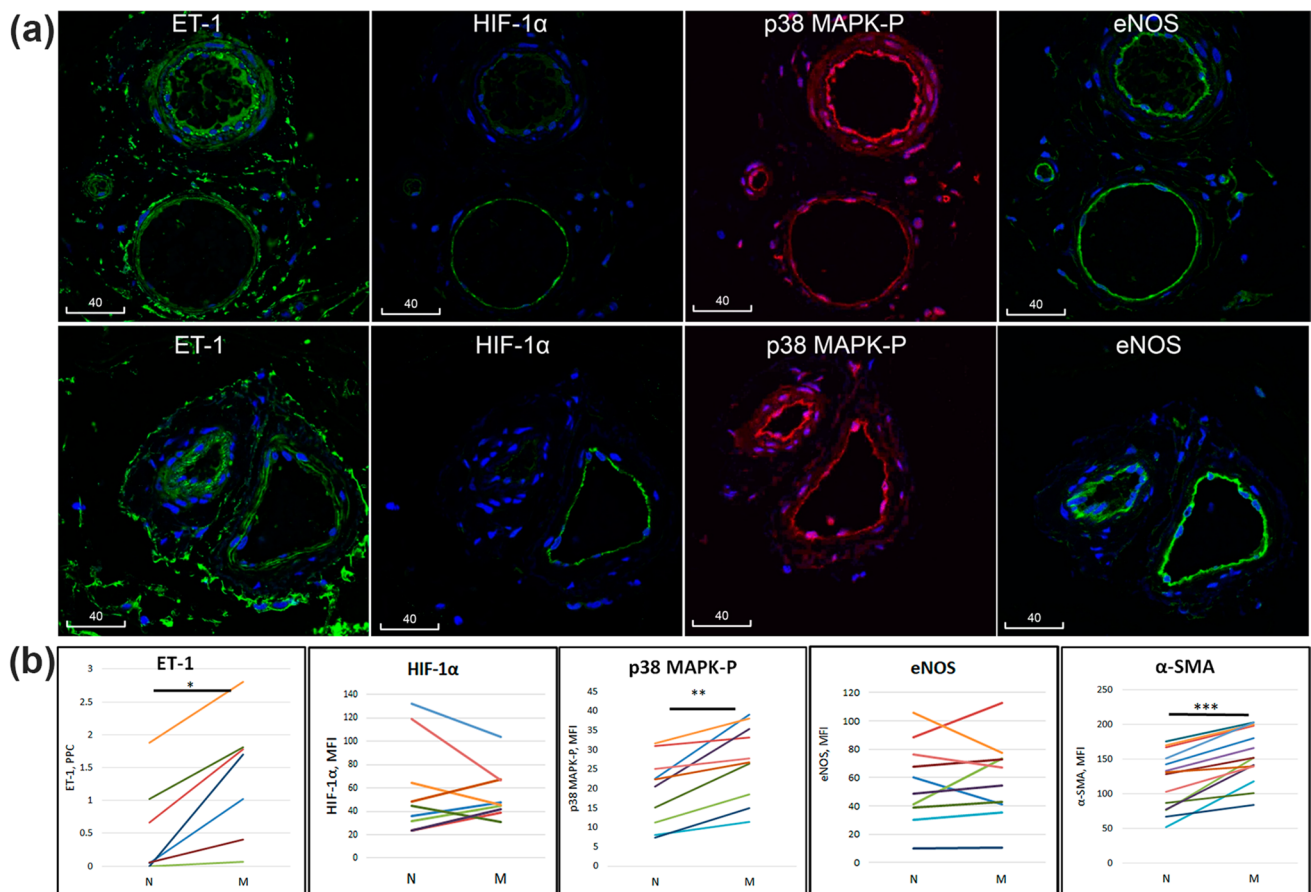 (a)
ET-1 HIF-1α p38 MAPK-P eNOS
40 40 40 40
ET-1 HIF-1α p38 MAPK-P eNOS
40 40 40 40
(b)
ET-1
ET-1, PPC
3
2.5
2
1.5
1
0.5
0
*
N M
HIF-1α
HIF-1α, MFI
140
120
100
80
60
40
20
0
N M
p38 MAPK-P
p38 MAPK-P, MFI
45
40
35
30
25
20
15
10
5
0
**
N M
eNOS
eNOS, MFI
120
100
80
60
40
20
0
N M
α-SMA
α-SMA, MFI
250
200
150
100
50
0
***
N M